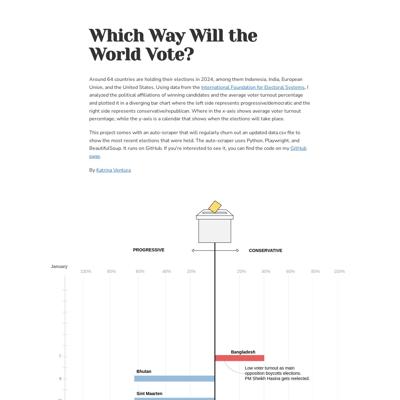 Which Way Will the
World Vote?
Around 64 countries are holding their elections in 2024, among them Indonesia, India, European
Union, and the United States. Using data from the International Foundation for Electoral Systems, I
analyzed the political affiliations of winning candidates and the average voter turnout percentage
and plotted it in a diverging bar chart where the left side represents progressive/democratic and the
right side represents conservative/republican. Where in the x-axis shows average voter turnout
percentage, while the y-axis is a calendar that shows when the elections will take place.
This project comes with an auto-scraper that will regularly churn out an updated data.csv file to
show the most recent elections that were held. The auto-scraper uses Python, Playwright, and
BeautifulSoup. It runs on GitHub. If you're interested to see it, you can find the code on my GitHub
page.
By Katrina Ventura
PROGRESSIVE
CONSERVATIVE
January
100% 80% 60% 40% 20% 20% 40% 60% 80% 100%
Bangladesh
Low voter turnout as main
opposition boycotts elections.
PM Sheikh Hasina gets reelected.
Bhutan
Sint Maarten